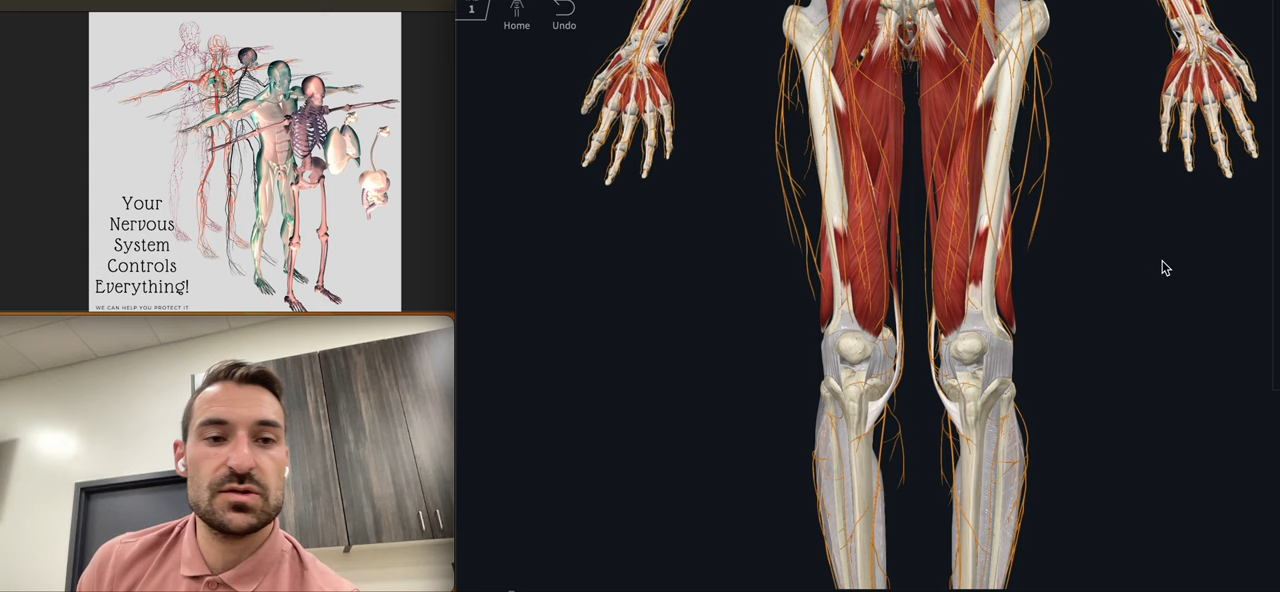 Your
Nervous
System
Controls
Everything!
WE CAN HELP YOU PROTECT IT
1
Home
Undo